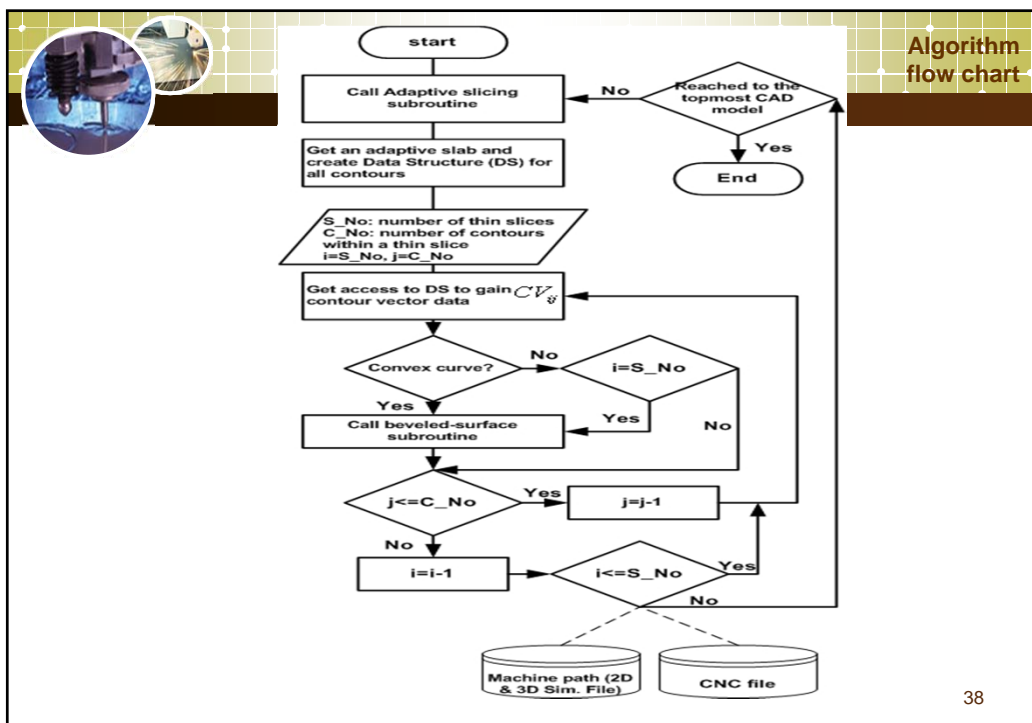 Algorithm
flow chart
start
Call Adaptive slicing
subroutine
No
Reached to the
topmost CAD
model
Yes
End
Get an adaptive slab and
create Data Structure (DS) for
all contours
S_No: number of thin slices
C_No: number of contours
within a thin slice
i=S_No, j=C_No
Get access to DS to gain CV_ij
contour vector data
Convex curve?
No
i=S_No
Yes
Yes
No
Call beveled-surface
subroutine
j<=C_No
Yes
j=j-1
No
i=i-1
i<=S_No
Yes
No
Machine path (2D
& 3D Sim. File)
CNC file
38